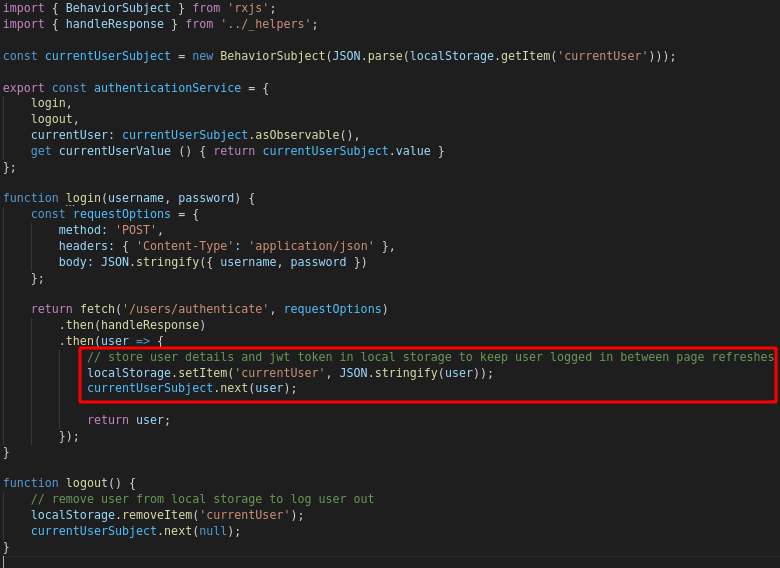 import { BehaviorSubject } from 'rxjs';
import { handleResponse } from '../_helpers';
const currentUserSubject = new BehaviorSubject(JSON.parse(localStorage.getItem('currentUser')));
export const authenticationService = {
login,
logout,
currentUser: currentUserSubject.asObservable(),
get currentUserValue () { return currentUserSubject.value }
};
function login(username, password) {
const requestOptions = {
method: 'POST',
headers: { 'Content-Type': 'application/json' },
body: JSON.stringify({ username, password })
};
return fetch('/users/authenticate', requestOptions)
.then(handleResponse)
.then(user => {
// store user details and jwt token in local storage to keep user logged in between page refreshes
localStorage.setItem('currentUser', JSON.stringify(user));
currentUserSubject.next(user);
return user;
});
}
function logout() {
// remove user from local storage to log user out
localStorage.removeItem('currentUser');
currentUserSubject.next(null);
}